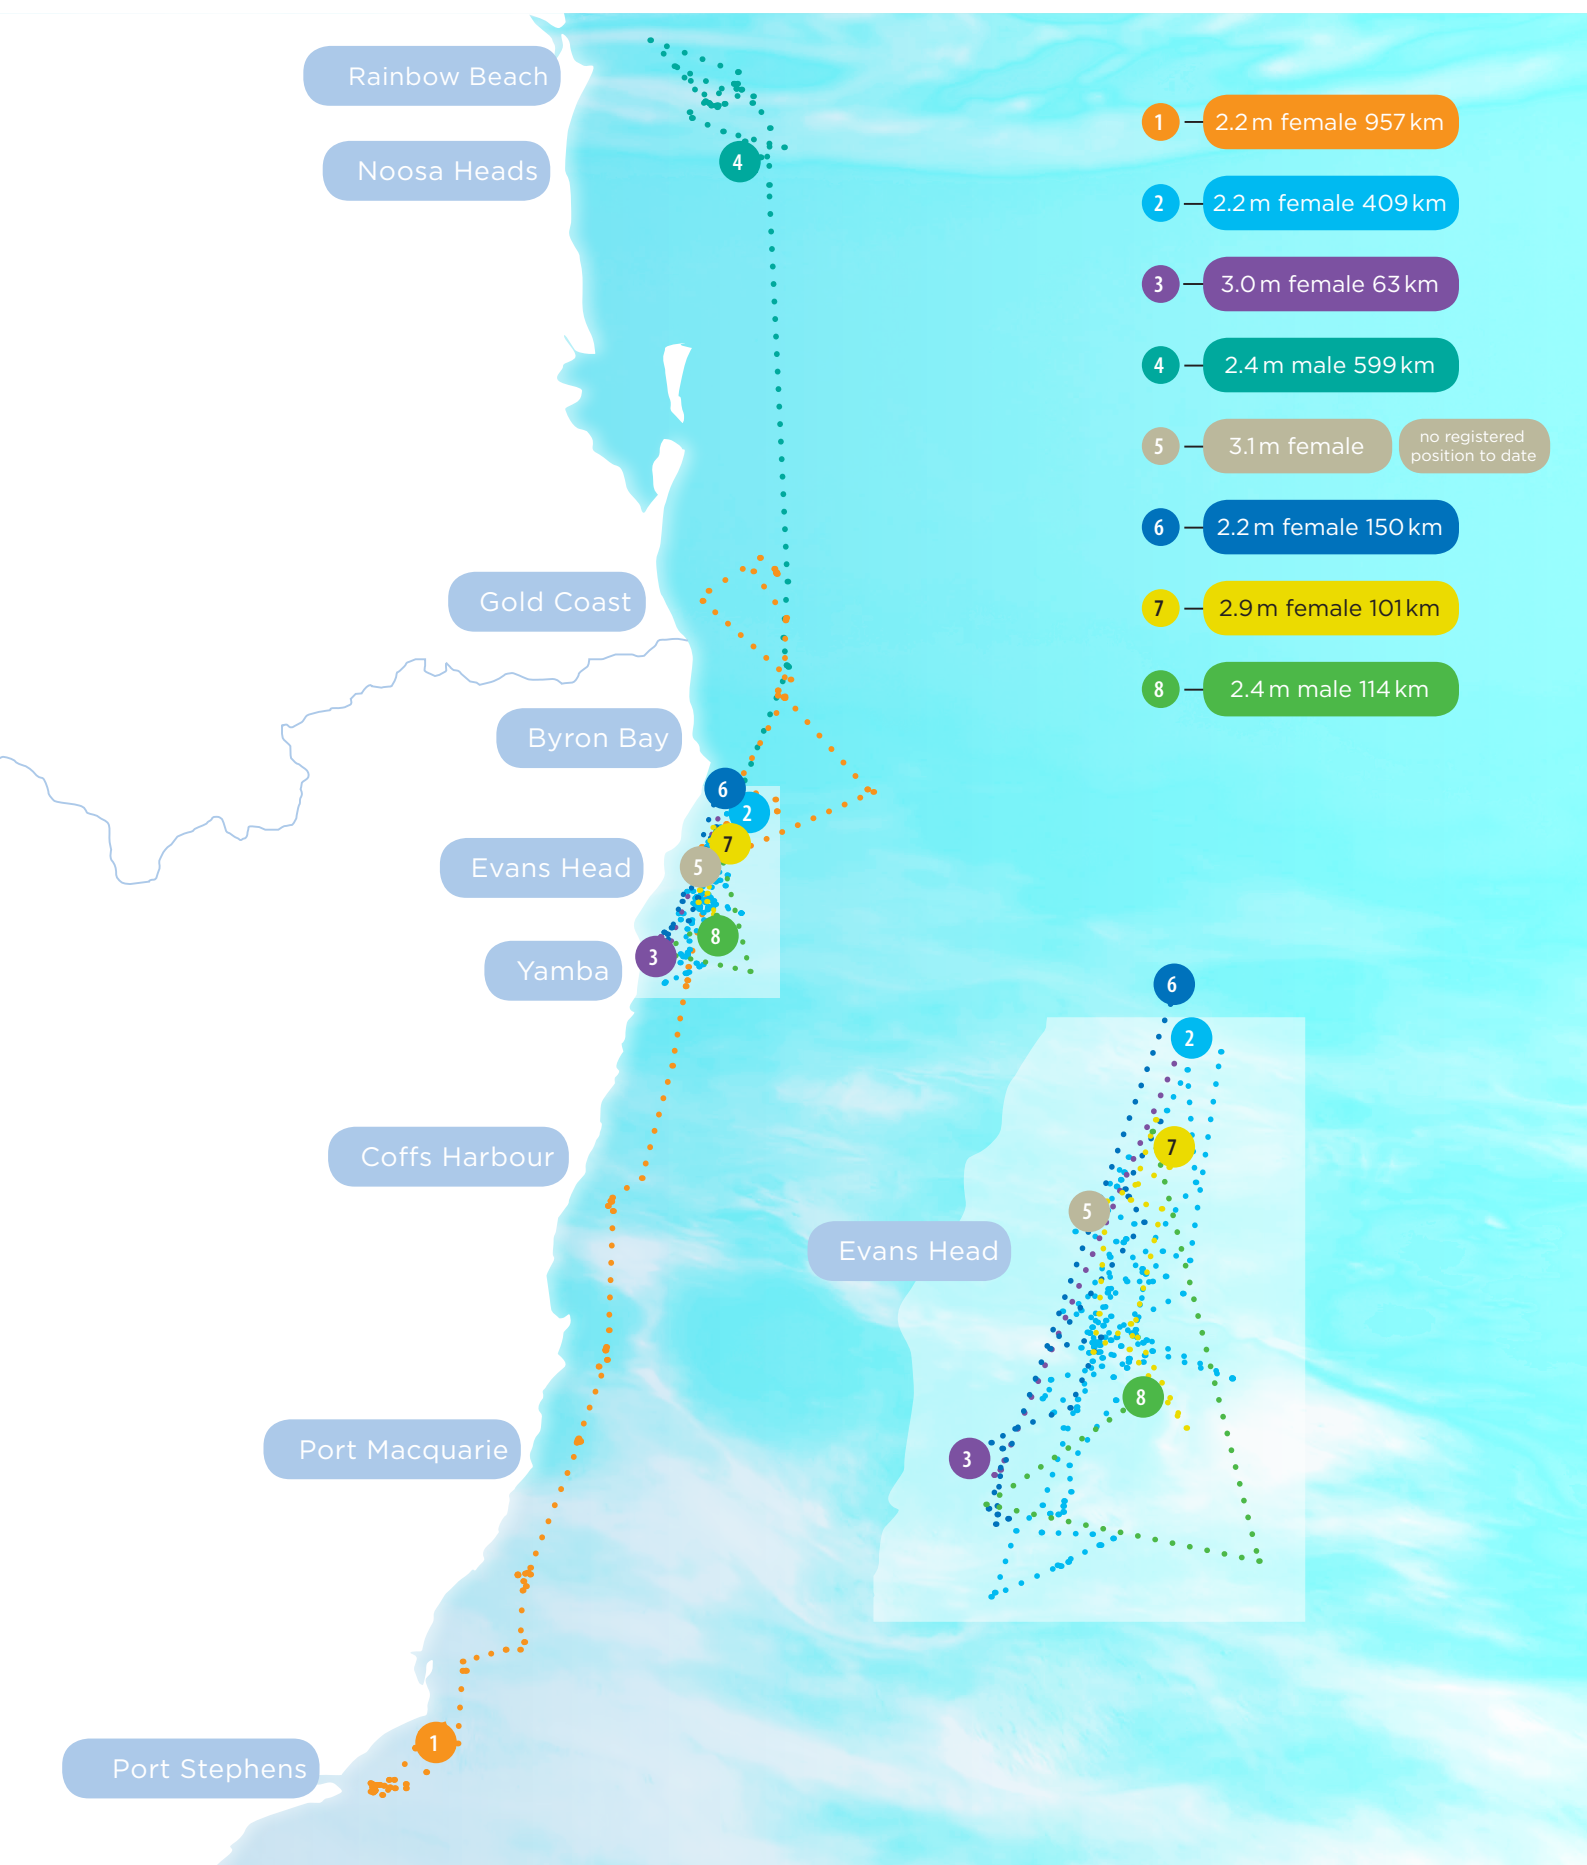 Rainbow Beach
Noosa Heads
4
Gold Coast
Byron Bay
6
2
7
Evans Head
5
8
Yamba
3
Coffs Harbour
Port Macquarie
1
Port Stephens
1 2.2 m female 957 km
2 2.2 m female 409 km
3 3.0 m female 63 km
4 2.4 m male 599 km
5 3.1 m female no registered
position to date
6 2.2 m female 150 km
7 2.9 m female 101 km
8 2.4 m male 114 km
6
2
7
5
Evans Head
8
3